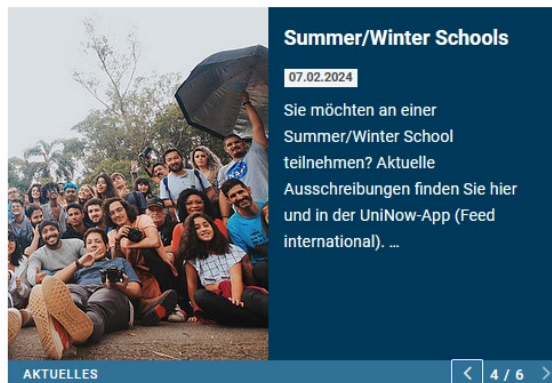 Summer/Winter Schools
07.02.2024
Sie möchten an einer
Summer/Winter School
teilnehmen? Aktuelle
Ausschreibungen finden Sie hier
und in der UniNow-App (Feed
international). ...
AKTUELLES
4 / 6